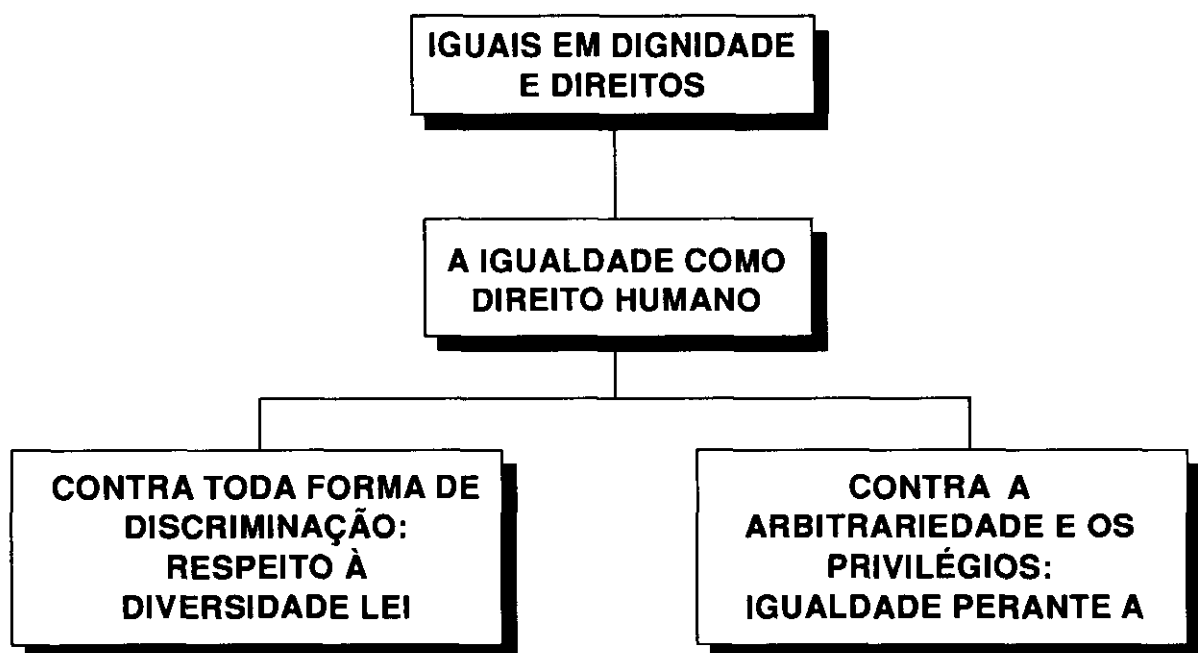 IGUAIS EM DIGNIDADE
E DIREITOS
A IGUALDADE COMO
DIREITO HUMANO
CONTRA TODA FORMA DE
DISCRIMINAÇÃO:
RESPEITO À
DIVERSIDADE LEI
CONTRA A
ARBITRARIEDADE E OS
PRIVILÉGIOS:
IGUALDADE PERANTE A